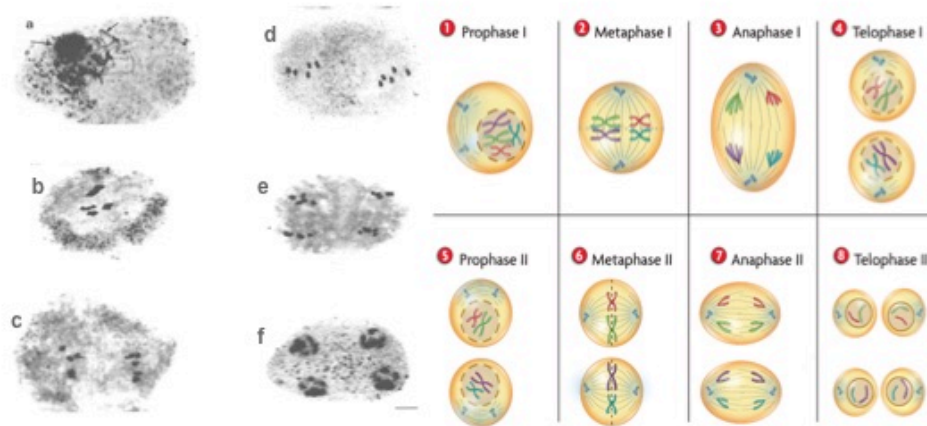 a
b
c
d
e
f
1 Prophase I
2 Metaphase I
3 Anaphase I
4 Telophase I
5 Prophase II
6 Metaphase II
7 Anaphase II
8 Telophase II